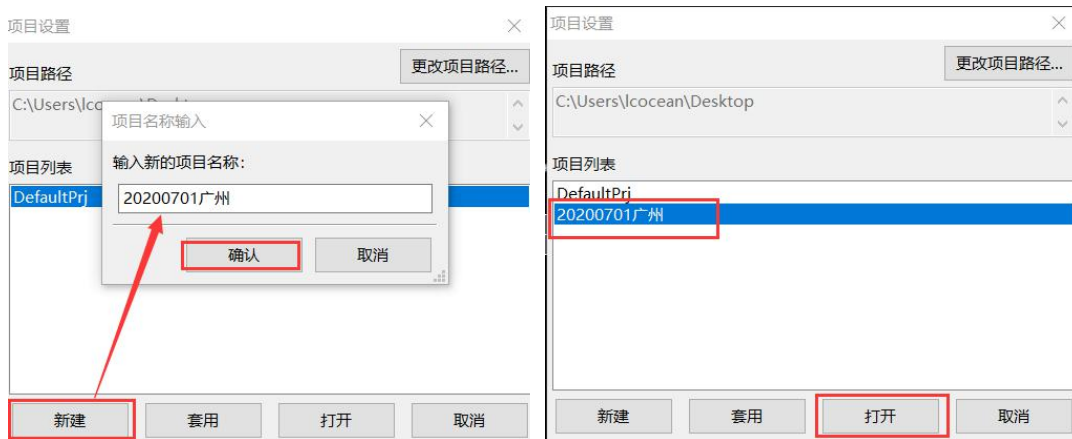 项目设置
更改项目路径...
项目路径
C:\Users\lco
项目名称输入
输入新的项目名称:
项目列表
DefaultPrj
20200701广州
确认
取消
新建
套用
打开
取消
项目设置
更改项目路径...
项目路径
C:\Users\lcocean\Desktop
项目列表
DefaultPrj
20200701广州
新建
套用
打开
取消